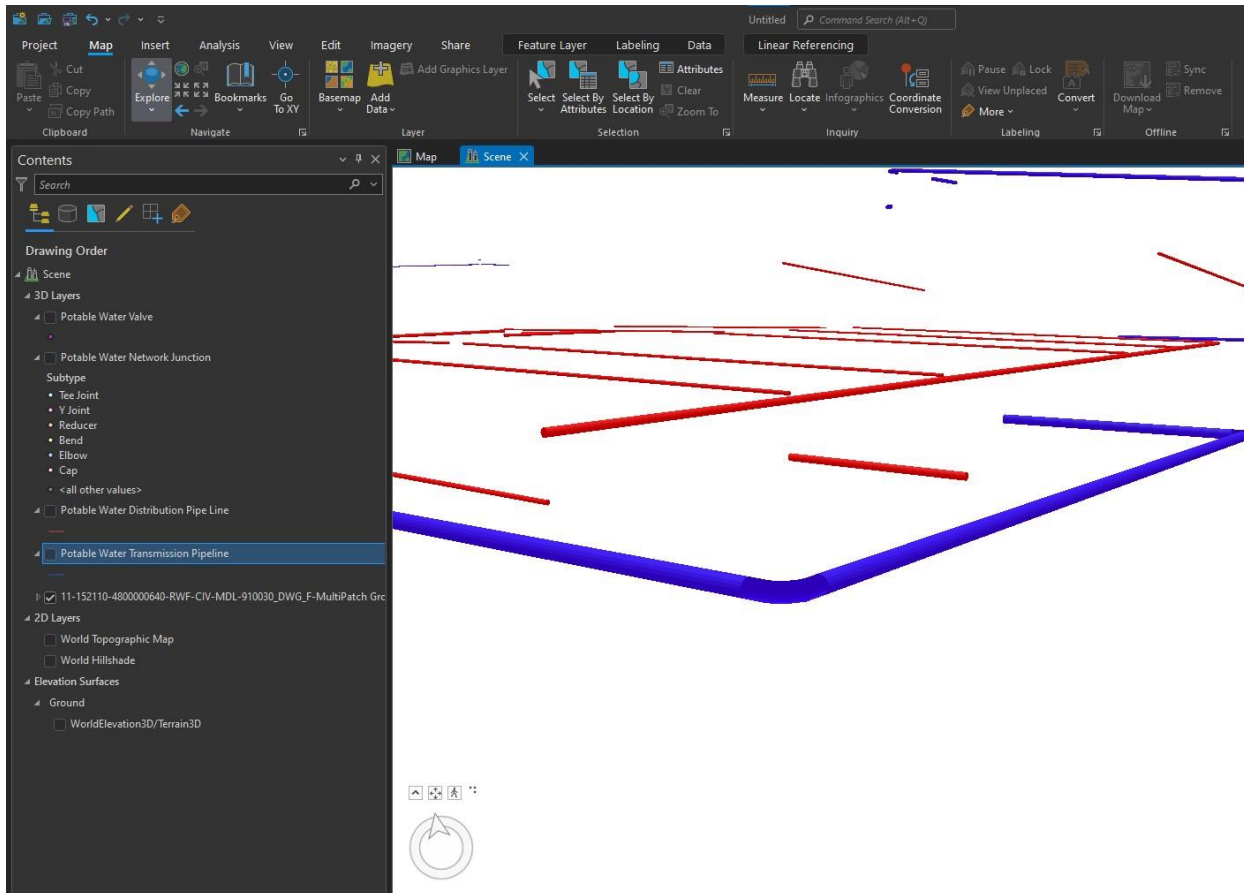 Untitled
Command Search (Alt+Q)
Project Map Insert Analysis View Edit Imagery Share Feature Layer Labeling Data Linear Referencing
Paste
Cut
Copy
Copy Path
Clipboard
Explore
Bookmarks
Go To XY
Navigate
Basemap
Add Data
Add Graphics Layer
Layer
Select
Select By Attributes
Select By Location
Attributes
Clear
Zoom To
Selection
Measure
Locate
Infographics
Coordinate Conversion
Inquiry
Pause
Lock
View Unplaced
More
Convert
Labeling
Download Map
Sync
Remove
Offline
Contents
Map
Scene
Search
Drawing Order
Scene
3D Layers
Potable Water Valve
Potable Water Network Junction
Subtype
Tee Joint
Y Joint
Reducer
Bend
Elbow
Cap
<all other values>
Potable Water Distribution Pipe Line
Potable Water Transmission Pipeline
11-152110-4800000640-RWF-CIV-MDL-910030_DWG_F-MultiPatch Grc
2D Layers
World Topographic Map
World Hillshade
Elevation Surfaces
Ground
WorldElevation3D/Terrain3D